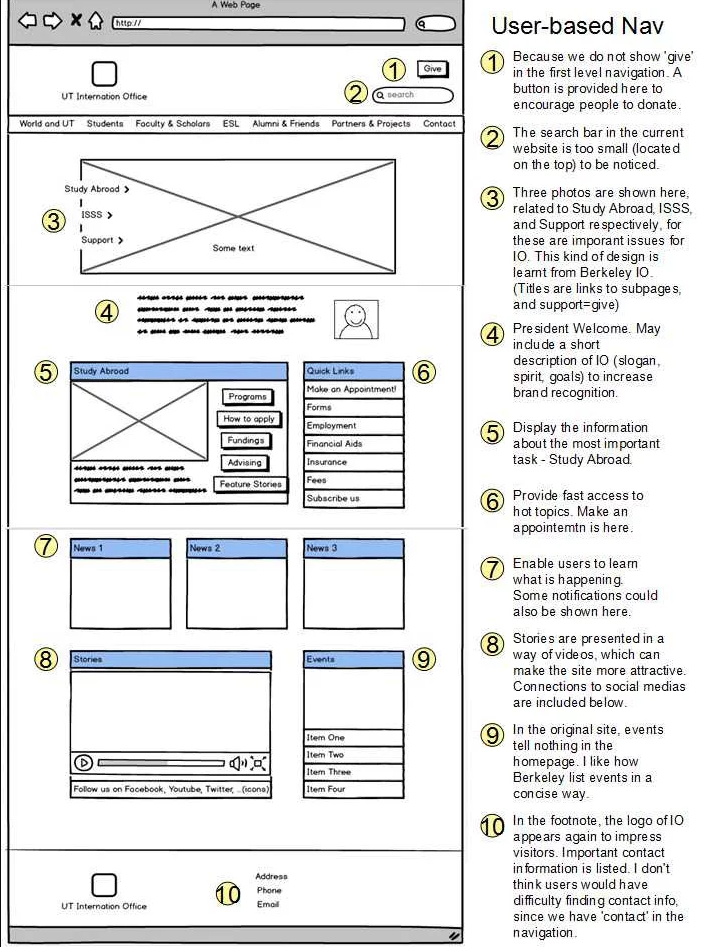 A Web Page
http://
User-based Nav
1
Give
2
search
UT Internation Office
World and UT Students Faculty & Scholars ESL Alumni & Friends Partners & Projects Contact
3
Study Abroad
ISSS
Support
Some text
4
5
Study Abroad
Programs
How to apply
Fundings
Advising
Feature Stories
Quick Links
6
Make an Appointment!
Forms
Employment
Financial Aids
Insurance
Fees
Subscribe us
7
News 1
News 2
News 3
8
Stories
Follow us on Facebook, Youtube, Twitter, ..(icons)
Events
9
Item One
Item Two
Item Three
Item Four
UT Internation Office
10
Address
Phone
Email
1
Because we do not show 'give'
in the first level navigation. A
button is provided here to
encourage people to donate.
2
The search bar in the current
website is too small (located
on the top) to be noticed.
3
Three photos are shown here,
related to Study Abroad, ISSS,
and Support respectively, for
these are imporant issues for
IO. This kind of design is
learnt from Berkeley IO.
(Titles are links to subpages,
and support=give)
4
President Welcome. May
include a short
description of IO (slogan,
spirit, goals) to increase
brand recognition.
5
Display the information
about the most important
task - Study Abroad.
6
Provide fast access to
hot topics. Make an
appointemtn is here.
7
Enable users to learn
what is happening.
Some notifications could
also be shown here.
8
Stories are presented in a
way of videos, which can
make the site more attractive.
Connections to social medias
are included below.
9
In the original site, events
tell nothing in the
homepage. I like how
Berkeley list events in a
concise way.
10
In the footnote, the logo of IO
appears again to impress
visitors. Important contact
information is listed. I don't
think users would have
difficulty finding contact info,
since we have 'contact' in the
navigation.